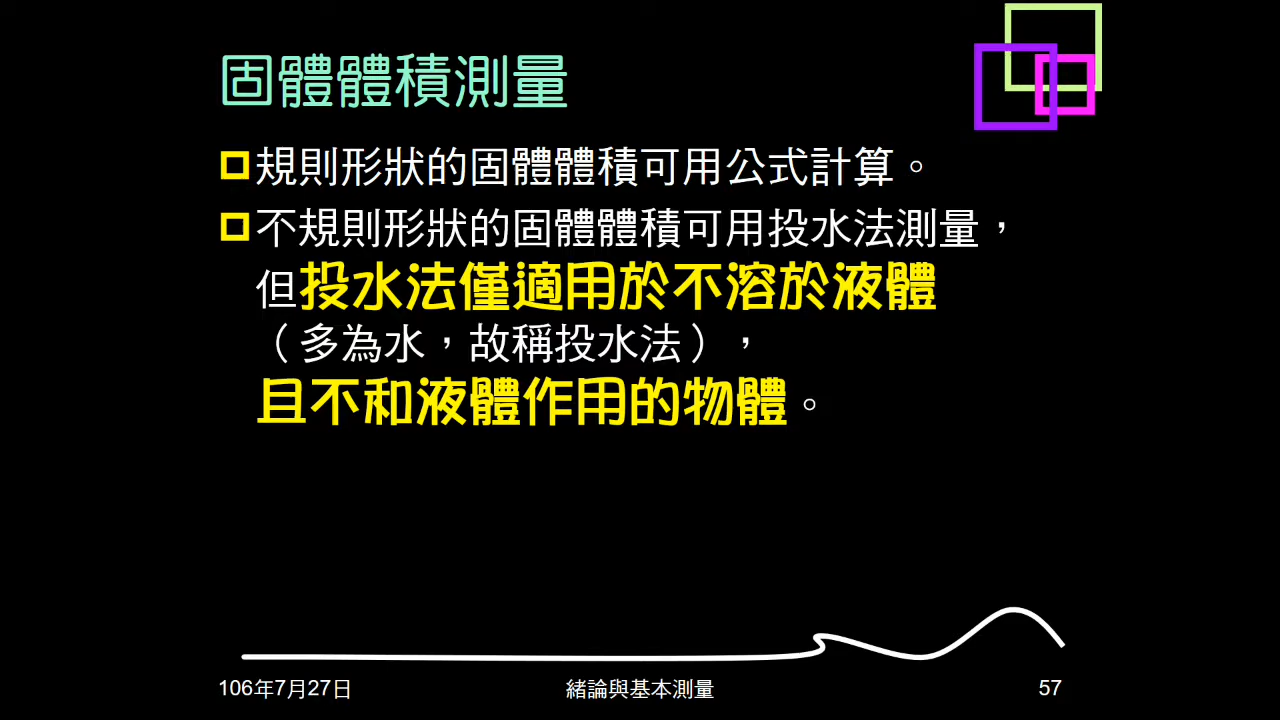 固體體積測量
規則形狀的固體體積可用公式計算。
不規則形狀的固體體積可用投水法測量，
但投水法僅適用於不溶於液體
（多為水，故稱投水法），
且不和液體作用的物體。
106年7月27日
緒論與基本測量
57